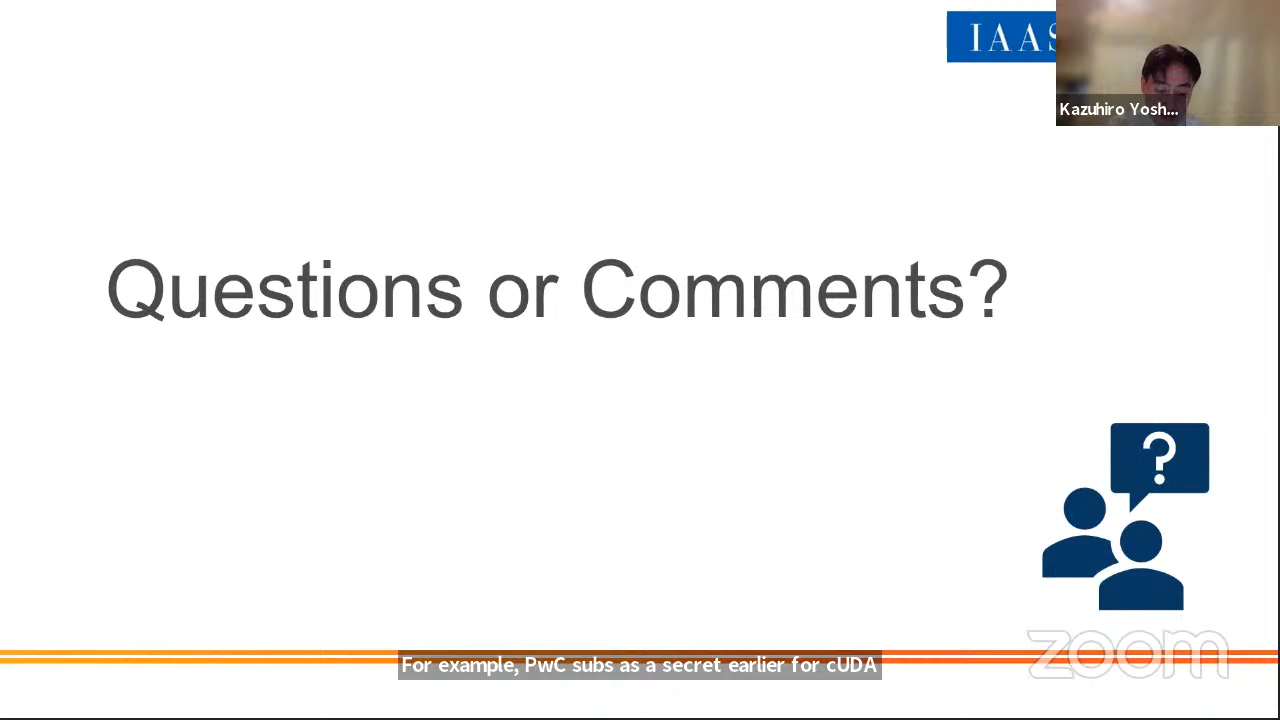 IAAS
Kazuhiro Yosh...
Questions or Comments?
?
For example, PwC subs as a secret earlier for cUDA
zoom